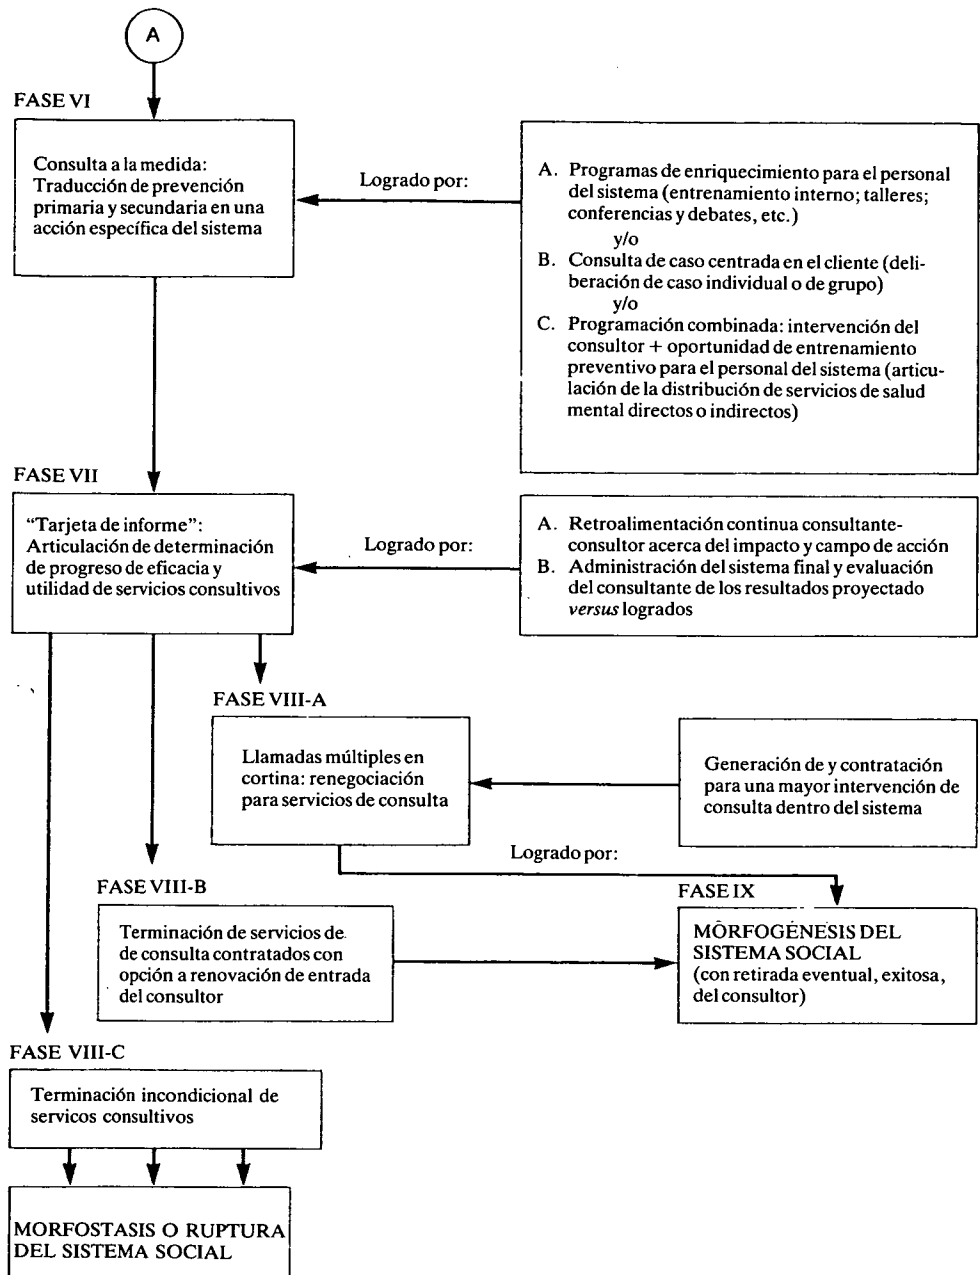 A
FASE VI
Consulta a la medida:
Traducción de prevención
primaria y secundaria en una
acción específica del sistema
Logrado por:
A. Programas de enriquecimiento para el personal
del sistema (entrenamiento interno; talleres;
conferencias y debates, etc.)
y/o
B. Consulta de caso centrada en el cliente (deli-
beración de caso individual o de grupo)
y/o
C. Programación combinada: intervención del
consultor + oportunidad de entrenamiento
preventivo para el personal del sistema (articu-
lación de la distribución de servicios de salud
mental directos o indirectos)
FASE VII
“Tarjeta de informe”:
Articulación de determinación
de progreso de eficacia y
utilidad de servicios consultivos
Logrado por:
A. Retroalimentación continua consultante-
consultor acerca del impacto y campo de acción
B. Administración del sistema final y evaluación
del consultante de los resultados proyectado
versus logrados
FASE VIII-A
Llamadas múltiples en
cortina: renegociación
para servicios de consulta
Generación de y contratación
para una mayor intervención de
consulta dentro del sistema
Logrado por:
FASE VIII-B
Terminación de servicios de
de consulta contratados con
opción a renovación de entrada
del consultor
FASE IX
MORFOGÉNESIS DEL
SISTEMA SOCIAL
(con retirada eventual, exitosa,
del consultor)
FASE VIII-C
Terminación incondicional de
servicos consultivos
MORFOSTASIS O RUPTURA
DEL SISTEMA SOCIAL